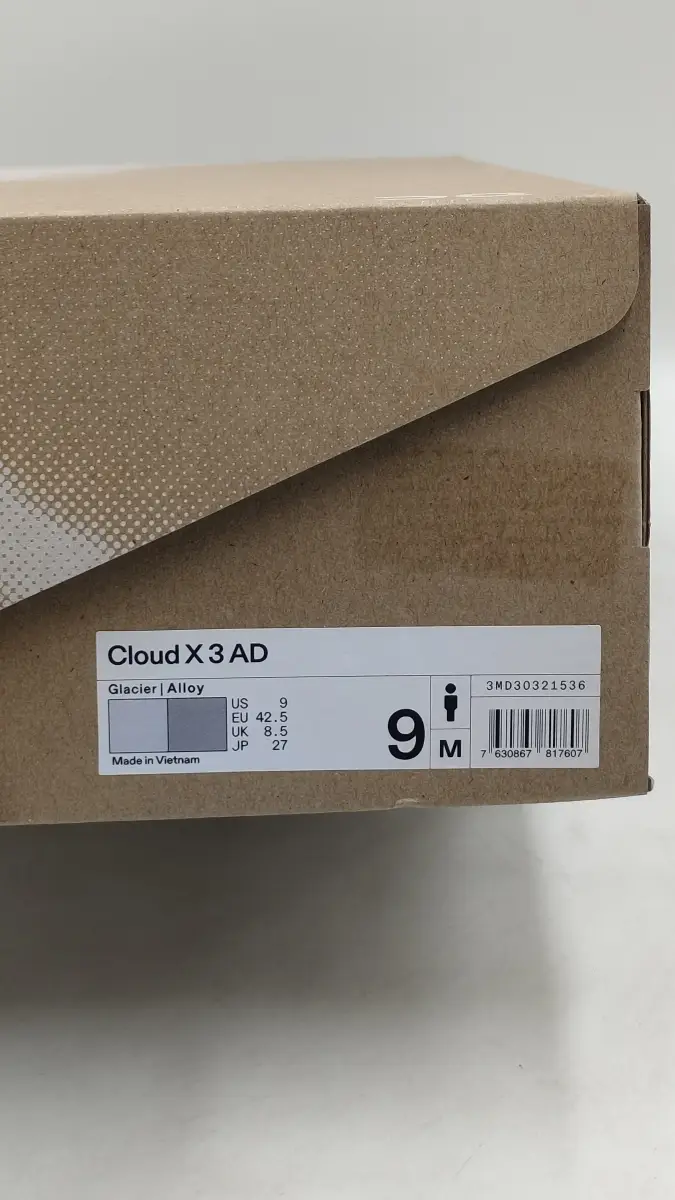 Cloud X 3 AD
Glacier | Alloy
US 9
EU 42.5
UK 8.5
JP 27
Made in Vietnam
9
M
3MD30321536
7 630867 817607